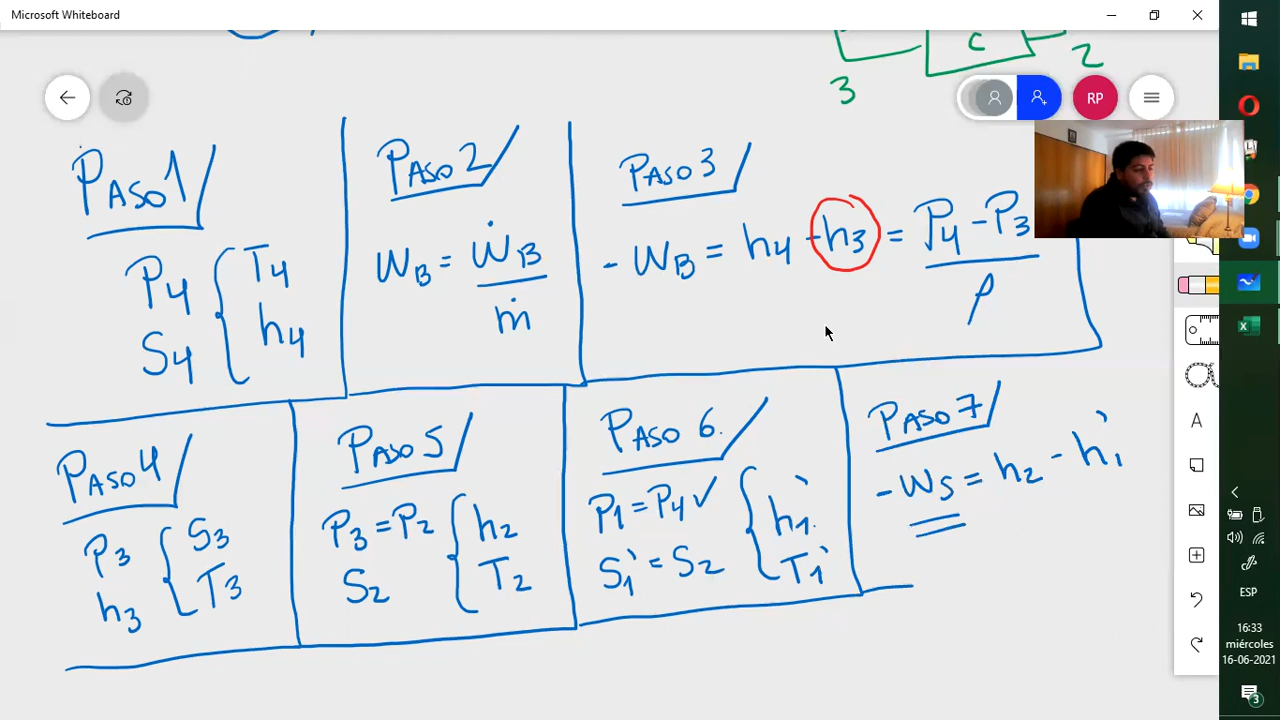 Microsoft Whiteboard
C
2
3
RP
PASO 1
P4
S4
T4
h4
PASO 2
WB = ẇB / ṁ
PASO 3
- WB = h4 - h3 = P4 - P3 / ρ
PASO 4
P3
h3
S3
T3
PASO 5
P3 = P2
S2
h2
T2
PASO 6.
P1 = P4 ✓
S1' = S2
h1'
T1'
PASO 7
- WS = h2 - h1'
A
ESP
16:33
miércoles
16-06-2021
3